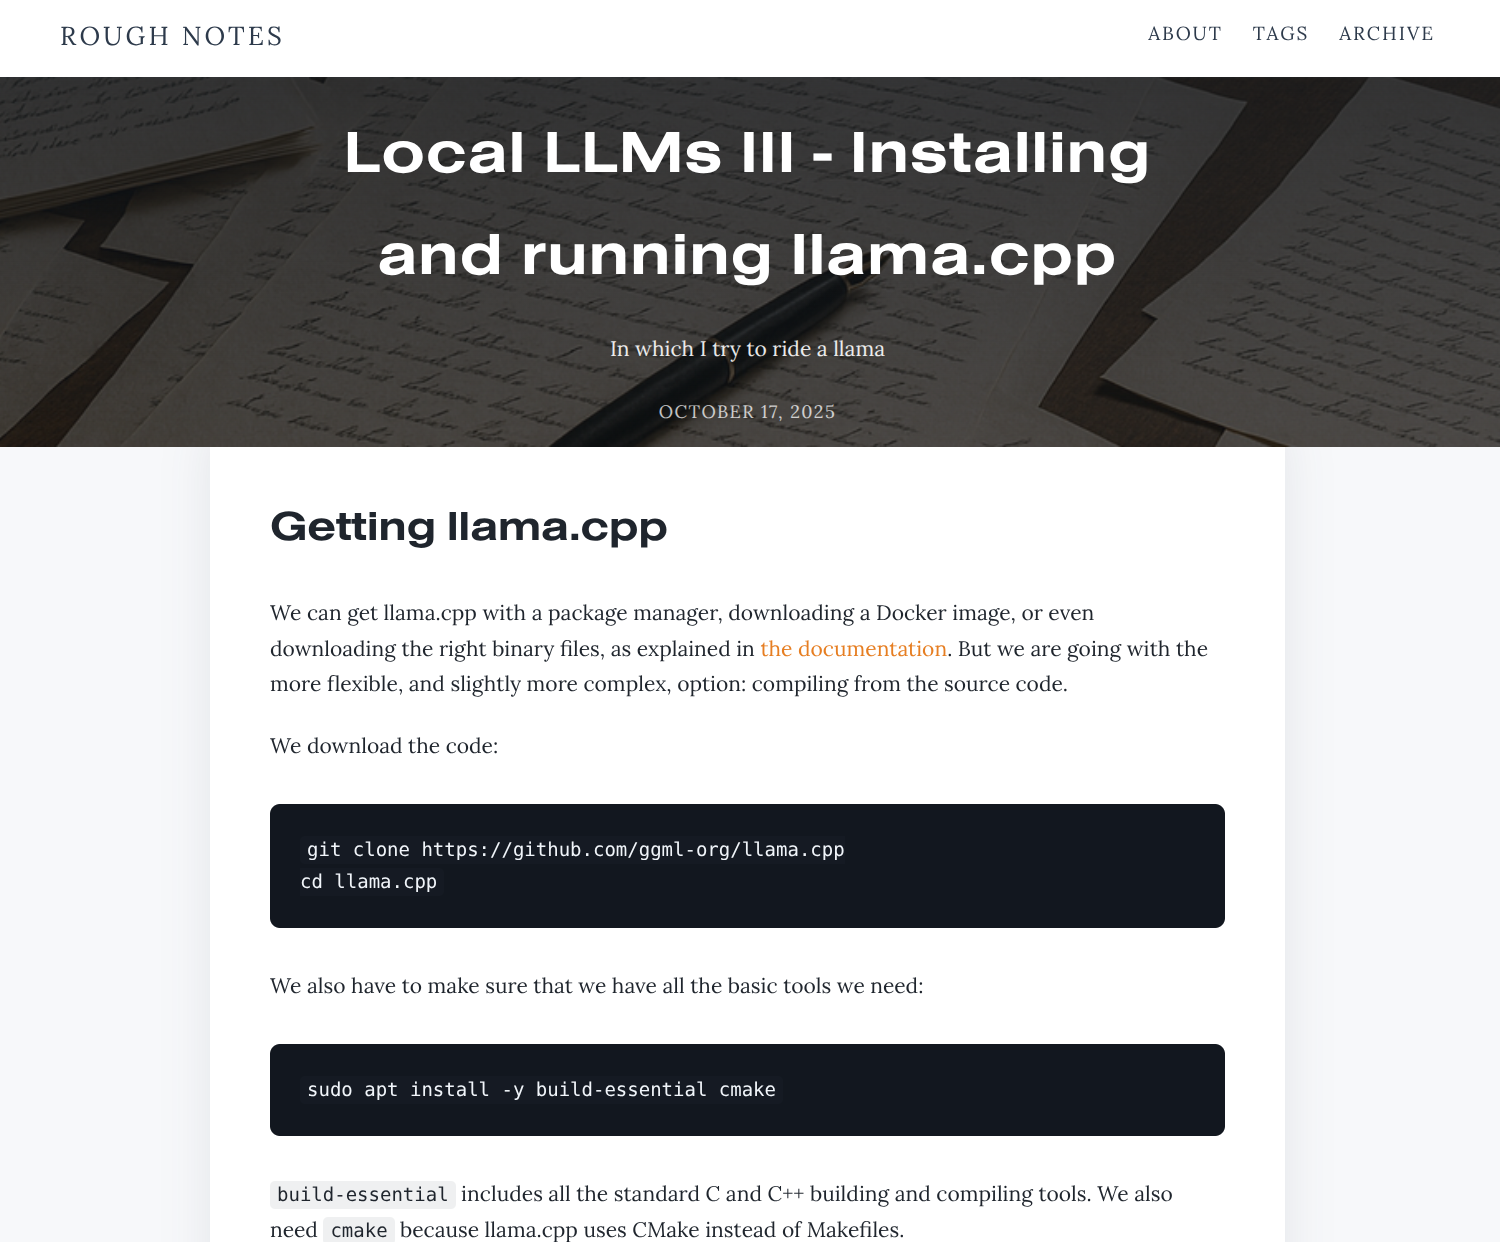 ROUGH NOTES
ABOUT TAGS ARCHIVE
Local LLMs III - Installing
and running llama.cpp
In which I try to ride a llama
OCTOBER 17, 2025
Getting llama.cpp
We can get llama.cpp with a package manager, downloading a Docker image, or even
downloading the right binary files, as explained in the documentation. But we are going with the
more flexible, and slightly more complex, option: compiling from the source code.
We download the code:
git clone https://github.com/ggml-org/llama.cpp
cd llama.cpp
We also have to make sure that we have all the basic tools we need:
sudo apt install -y build-essential cmake
build-essential includes all the standard C and C++ building and compiling tools. We also
need cmake because llama.cpp uses CMake instead of Makefiles.